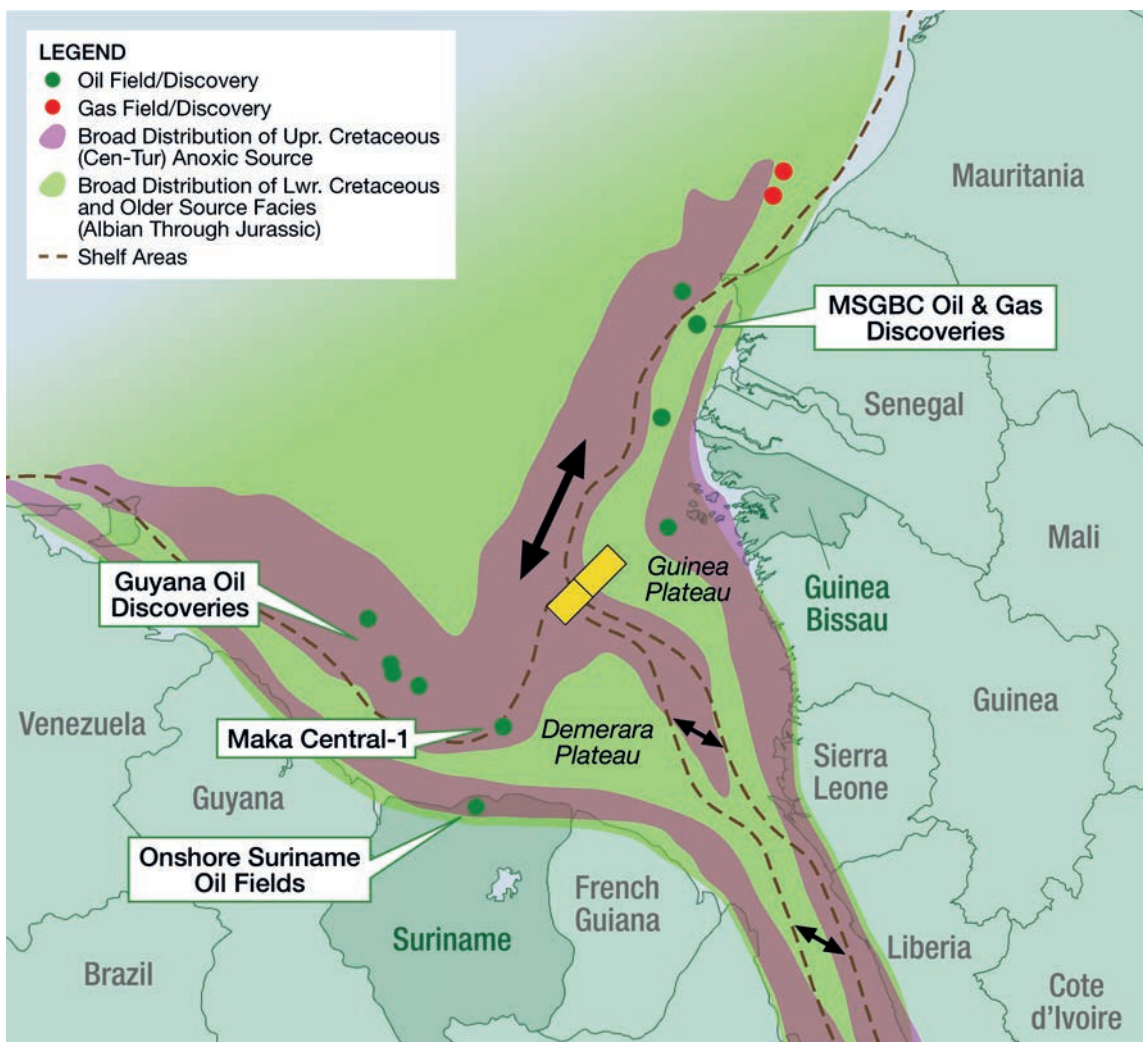 LEGEND
Oil Field/Discovery
Gas Field/Discovery
Broad Distribution of Upr. Cretaceous
(Cen-Tur) Anoxic Source
Broad Distribution of Lwr. Cretaceous
and Older Source Facies
(Albian Through Jurassic)
Shelf Areas
Mauritania
MSGBC Oil & Gas
Discoveries
Senegal
Mali
Guinea
Plateau
Guinea
Bissau
Guyana Oil
Discoveries
Guinea
Venezuela
Maka Central-1
Demerara
Plateau
Sierra
Leone
Guyana
Onshore Suriname
Oil Fields
French
Guiana
Suriname
Liberia
Brazil
Cote
d'Ivoire